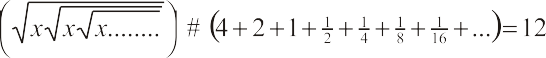 (√x√x√x........) # (4 + 2 + 1 + 1/2 + 1/4 + 1/8 + 1/16 + ...) = 12